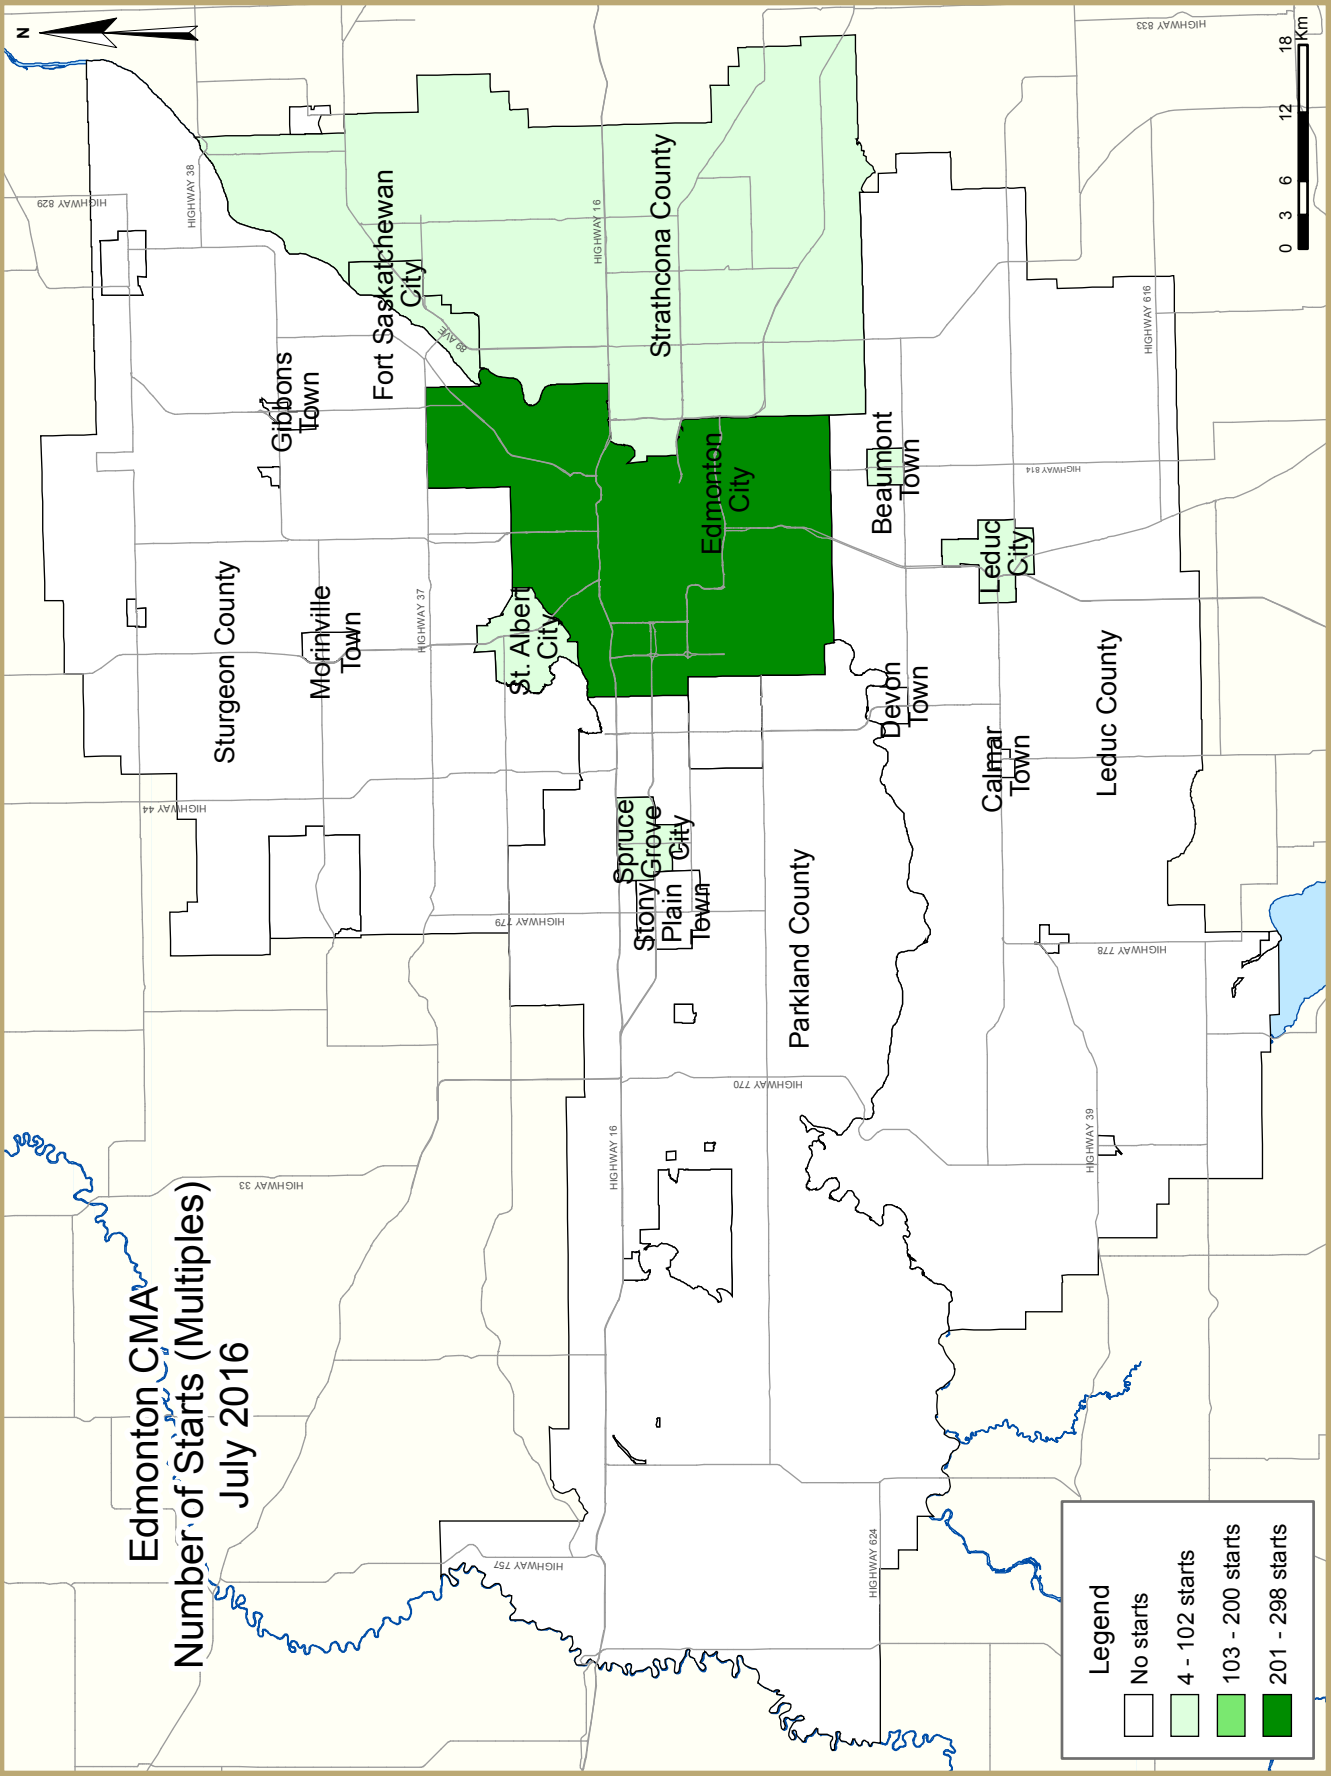 Edmonton CMA
Number of Starts (Multiples)
July 2016
N
HIGHWAY 829
HIGHWAY 38
HIGHWAY 44
HIGHWAY 33
Gibbons
Town
Sturgeon County
Morinville
Town
Fort Saskatchewan
City
89 AVE
HIGHWAY 37
St. Albert
City
HIGHWAY 779
HIGHWAY 757
HIGHWAY 16
HIGHWAY 16
Strathcona County
Edmonton
City
Spruce
Grove
City
Stony
Plain
Town
Parkland County
HIGHWAY 770
HIGHWAY 624
Beaumont
Town
Devon
Town
Leduc
City
Calmar
Town
Leduc County
HIGHWAY 814
HIGHWAY 616
HIGHWAY 833
HIGHWAY 778
HIGHWAY 39
Legend
No starts
4 - 102 starts
103 - 200 starts
201 - 298 starts
0 3 6 12 18
Km